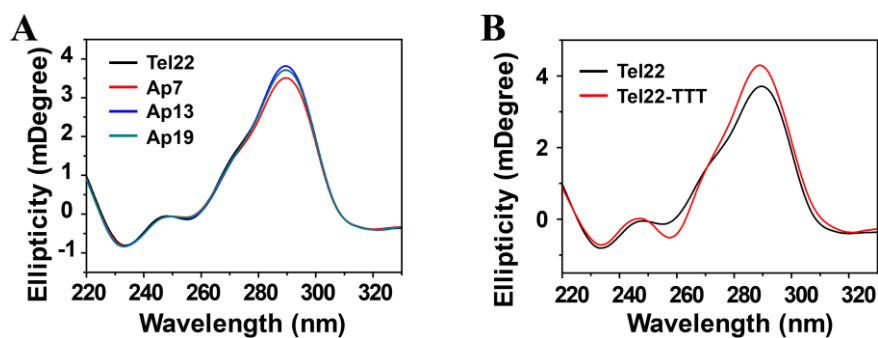 A
Ellipticity (mDegree)
4
3
2
1
0
-1
Tel22
Ap7
Ap13
Ap19
220 240 260 280 300 320
Wavelength (nm)
B
Ellipticity (mDegree)
4
2
0
Tel22
Tel22-TTT
220 240 260 280 300 320
Wavelength (nm)